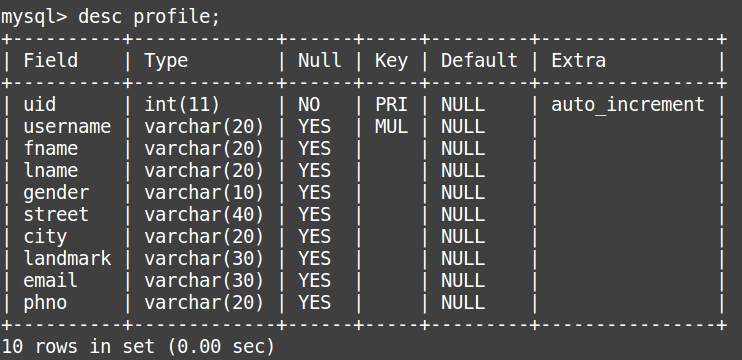 mysql> desc profile;
+----------+-------------+------+-----+---------+----------------+
| Field    | Type        | Null | Key | Default | Extra          |
+----------+-------------+------+-----+---------+----------------+
| uid      | int(11)     | NO   | PRI | NULL    | auto_increment |
| username | varchar(20) | YES  | MUL | NULL    |                |
| fname    | varchar(20) | YES  |     | NULL    |                |
| lname    | varchar(20) | YES  |     | NULL    |                |
| gender   | varchar(10) | YES  |     | NULL    |                |
| street   | varchar(40) | YES  |     | NULL    |                |
| city     | varchar(20) | YES  |     | NULL    |                |
| landmark | varchar(30) | YES  |     | NULL    |                |
| email    | varchar(30) | YES  |     | NULL    |                |
| phno     | varchar(20) | YES  |     | NULL    |                |
+----------+-------------+------+-----+---------+----------------+
10 rows in set (0.00 sec)